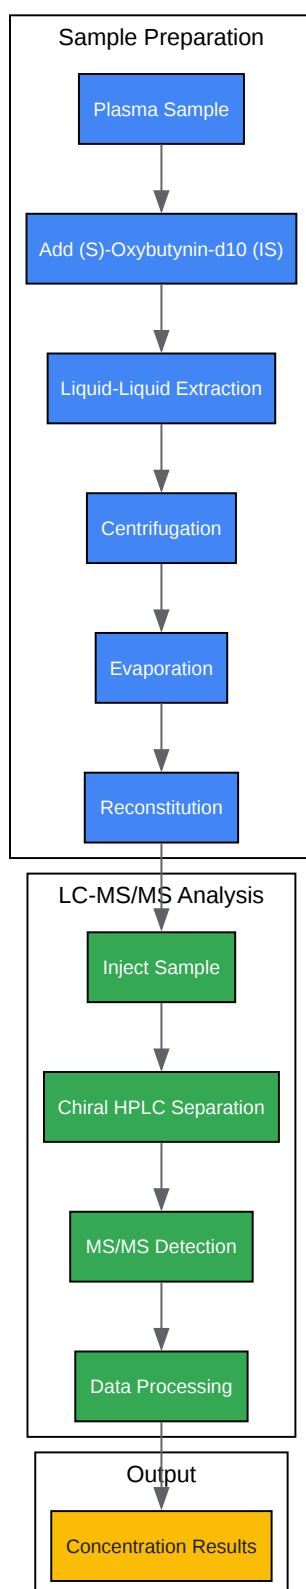 Sample Preparation
Plasma Sample
Add (S)-Oxybutynin-d10 (IS)
Liquid-Liquid Extraction
Centrifugation
Evaporation
Reconstitution
LC-MS/MS Analysis
Inject Sample
Chiral HPLC Separation
MS/MS Detection
Data Processing
Output
Concentration Results